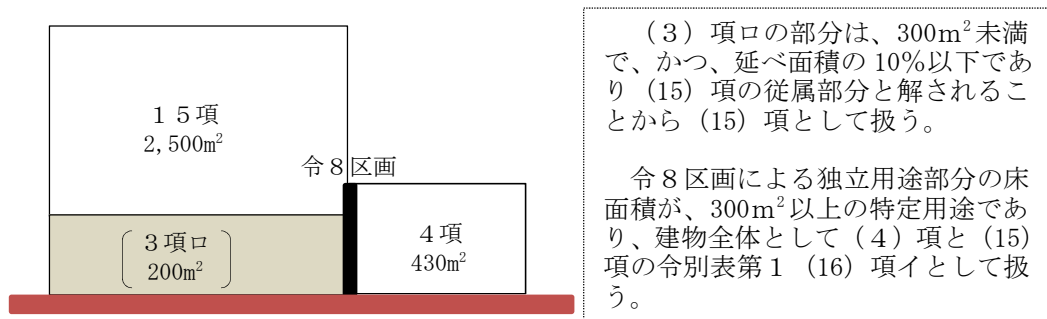 １５項
2,500m²
令８区画
３項ロ
200m²
４項
430m²
（３）項ロの部分は、300m²未満
で、かつ、延べ面積の 10％以下であ
り（15）項の従属部分と解されるこ
とから（15）項として扱う。
令８区画による独立用途部分の床
面積が、300m²以上の特定用途であ
り、建物全体として（４）項と（15）
項の令別表第１（16）項イとして扱
う。